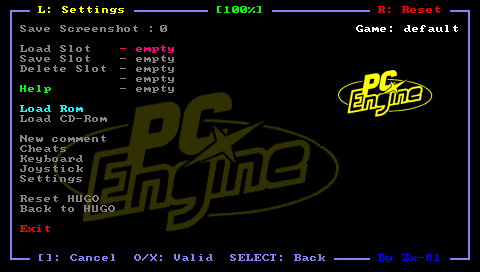 L: Settings [100%] R: Reset
Save Screenshot : 0 Game: default
Load Slot - empty
Save Slot - empty
Delete Slot - empty
- empty
Help - empty
Load Rom
Load CD-Rom
New comment
Cheats
Keyboard
Joystick
Settings
Reset HUGO
Back to HUGO
Exit
PC Engine
PC Engine
[]: Cancel O/X: Valid SELECT: Back By Zx-81